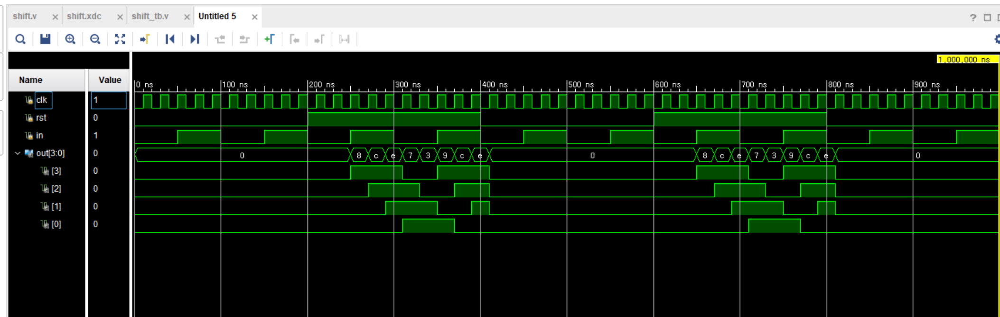 shift.v × shift.xdc × shift_tb.v × Untitled 5 × ?
1,000,000 ns
Name Value 0 ns 100 ns 200 ns 300 ns 400 ns 500 ns 600 ns 700 ns 800 ns 900 ns
clk 1
rst 0
in 1
out[3:0] 0 0 8 c e 7 3 9 c e 0 8 c e 7 3 9 c e 0
[3] 0
[2] 0
[1] 0
[0] 0